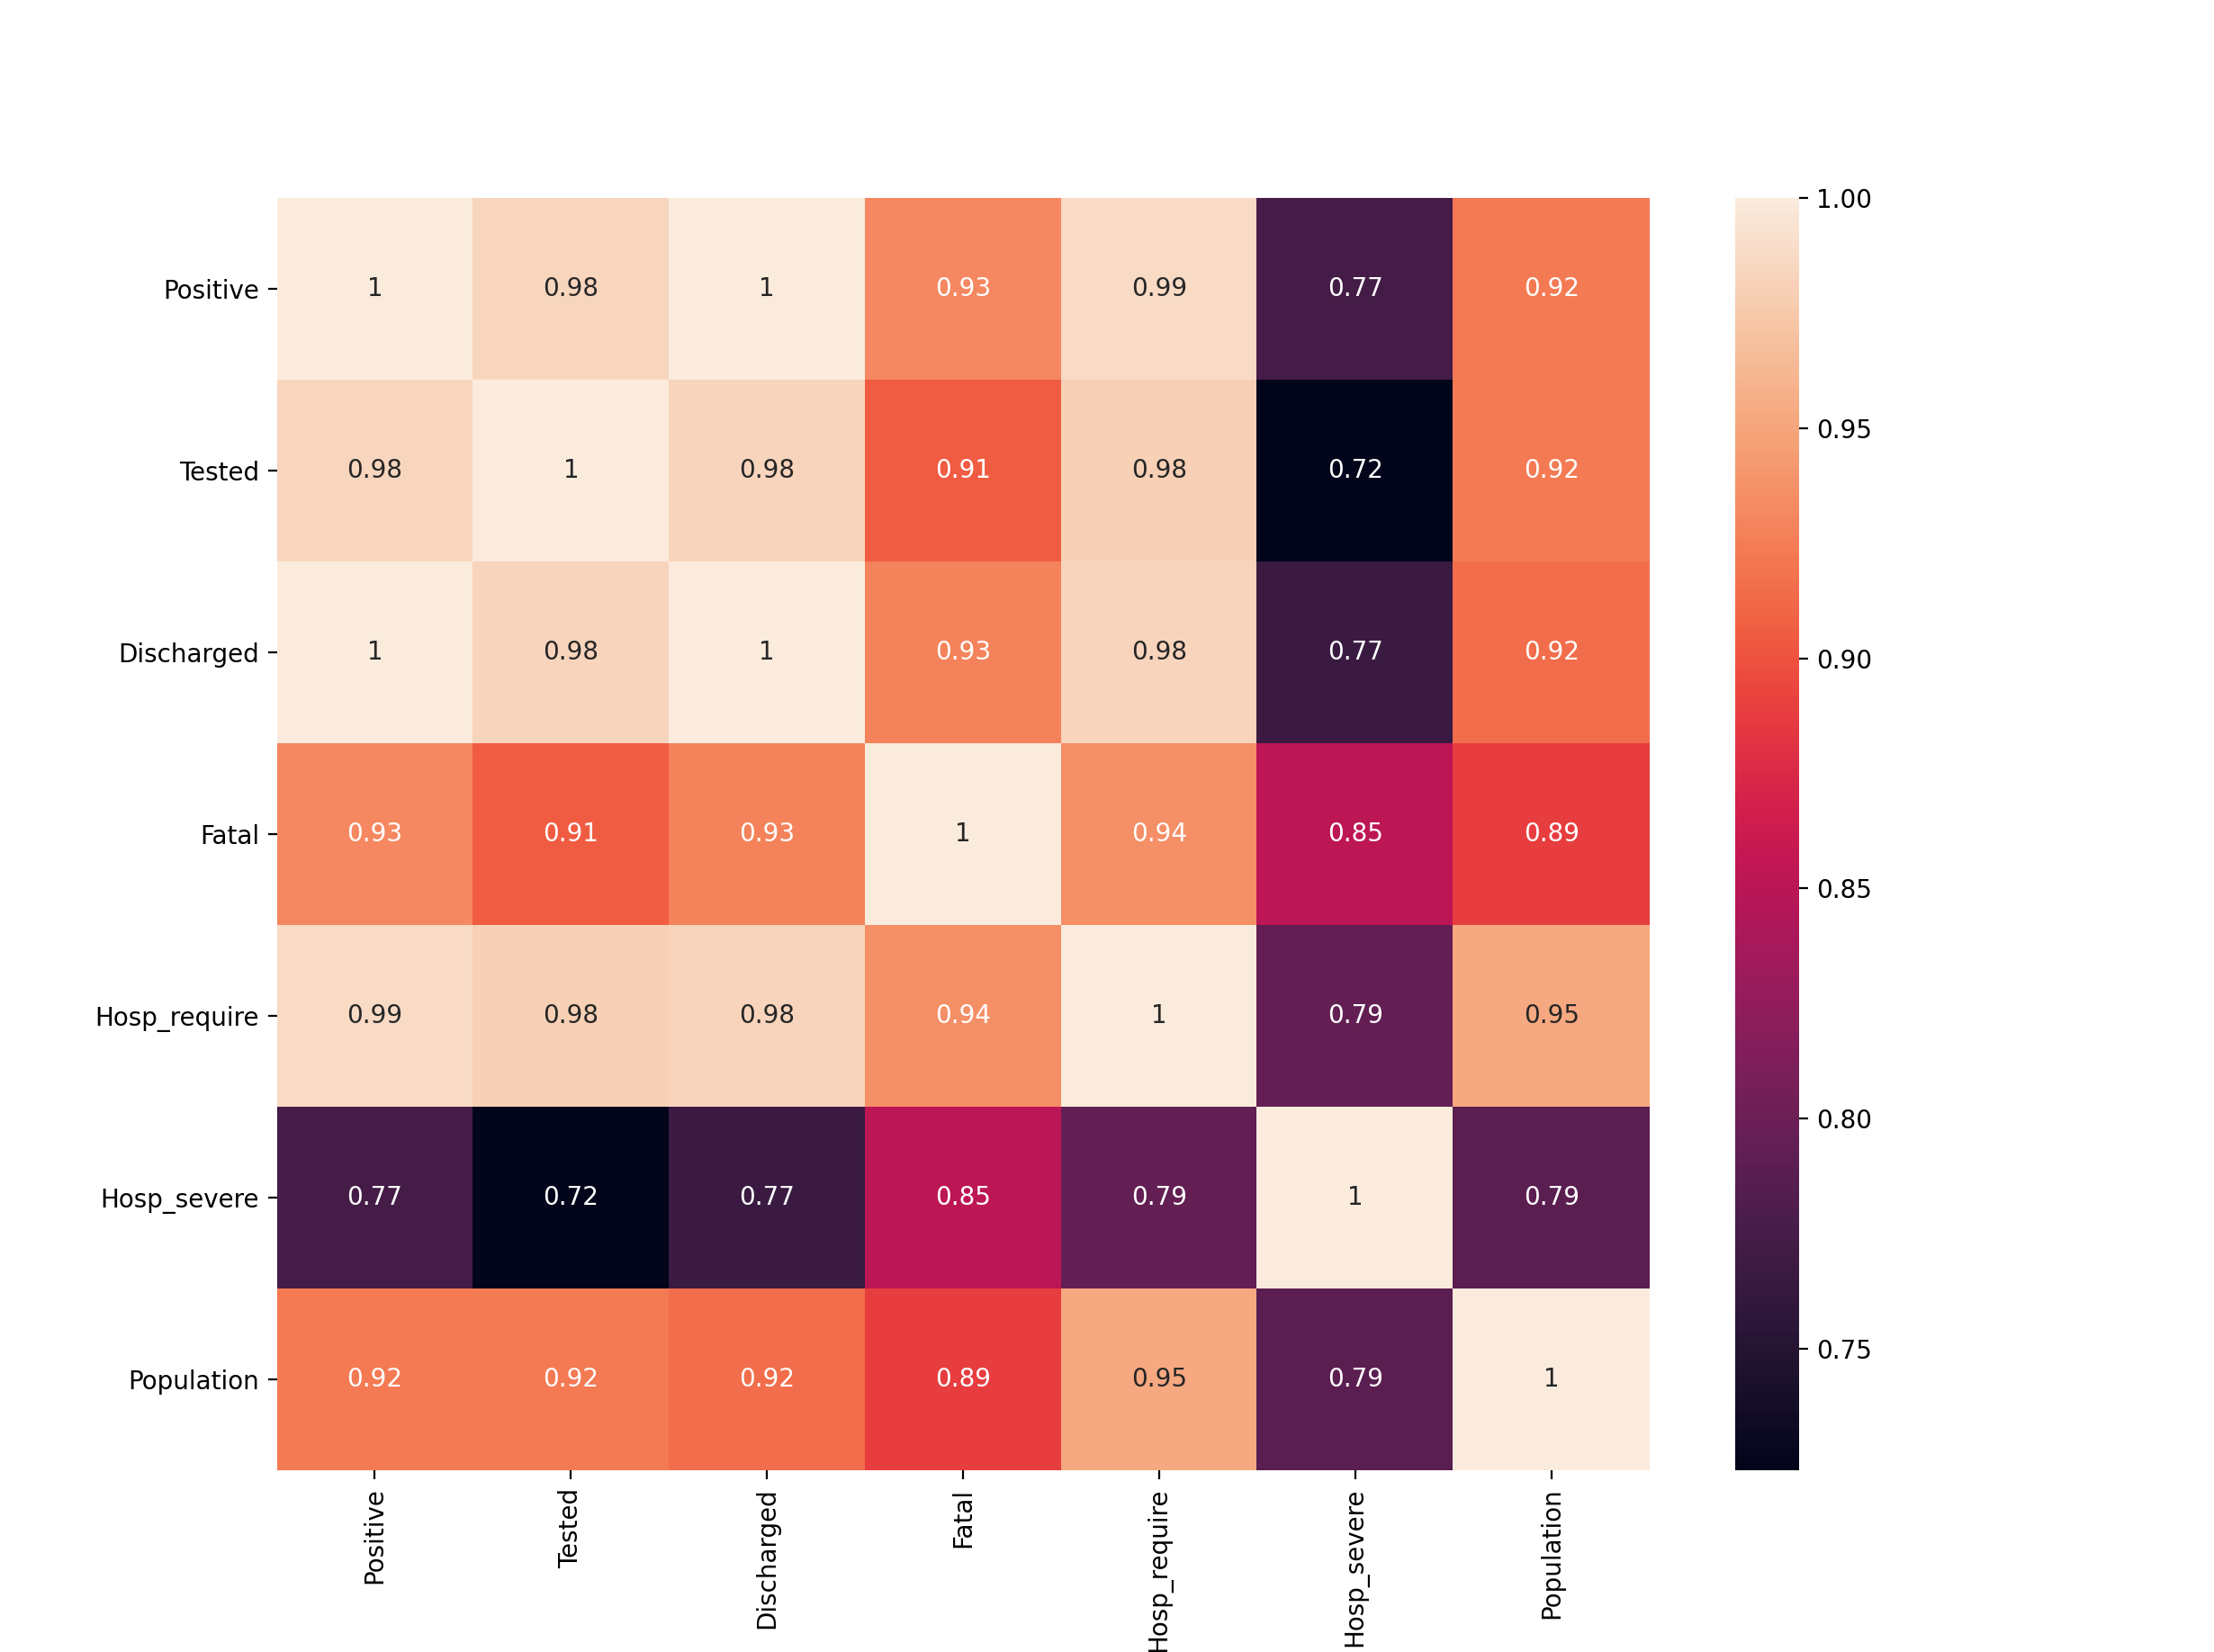 1.00
Positive 1 0.98 1 0.93 0.99 0.77 0.92
0.95
Tested 0.98 1 0.98 0.91 0.98 0.72 0.92
Discharged 1 0.98 1 0.93 0.98 0.77 0.92
0.90
Fatal 0.93 0.91 0.93 1 0.94 0.85 0.89
0.85
Hosp_require 0.99 0.98 0.98 0.94 1 0.79 0.95
0.80
Hosp_severe 0.77 0.72 0.77 0.85 0.79 1 0.79
0.75
Population 0.92 0.92 0.92 0.89 0.95 0.79 1
Positive
Tested
Discharged
Fatal
Hosp_require
Hosp_severe
Population